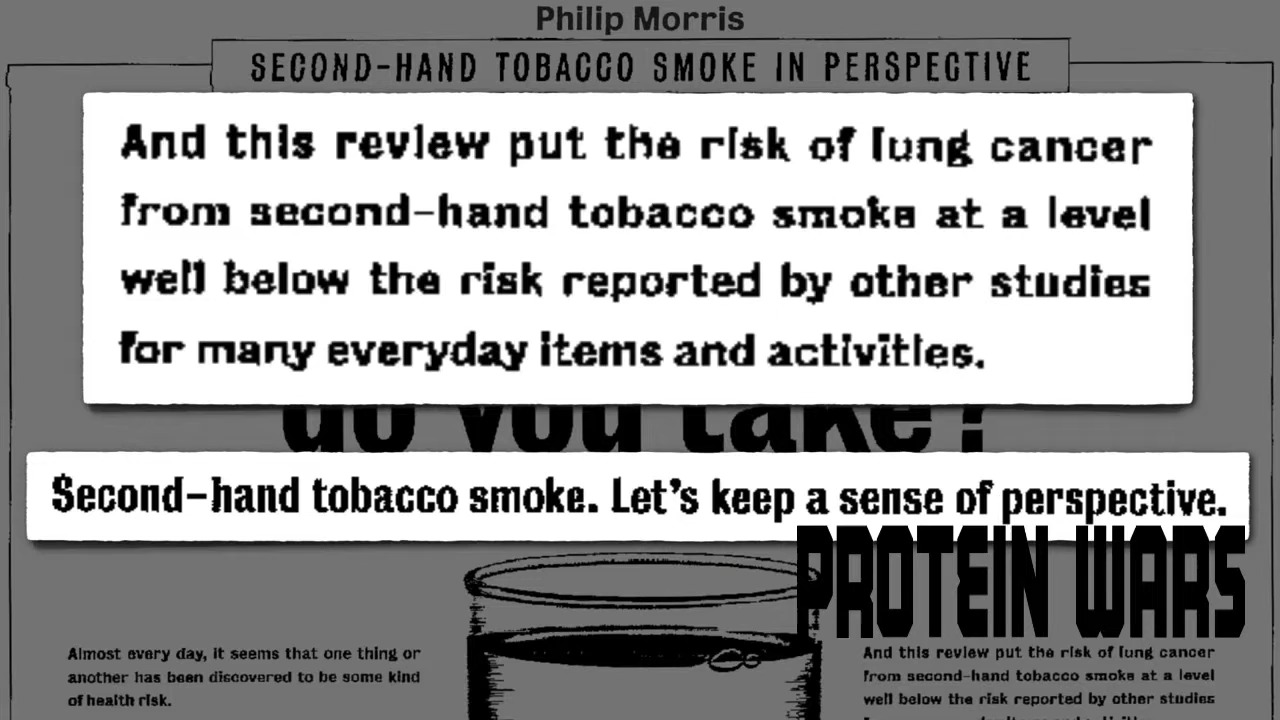 Philip Morris
SECOND-HAND TOBACCO SMOKE IN PERSPECTIVE
And this review put the risk of lung cancer
from second-hand tobacco smoke at a level
well below the risk reported by other studies
for many everyday items and activities.
do you take?
Second-hand tobacco smoke. Let's keep a sense of perspective.
PROTEIN WARS
Almost every day, it seems that one thing or
another has been discovered to be some kind
of health risk.
And this review put the risk of lung cancer
from second-hand tobacco smoke at a level
well below the risk reported by other studies